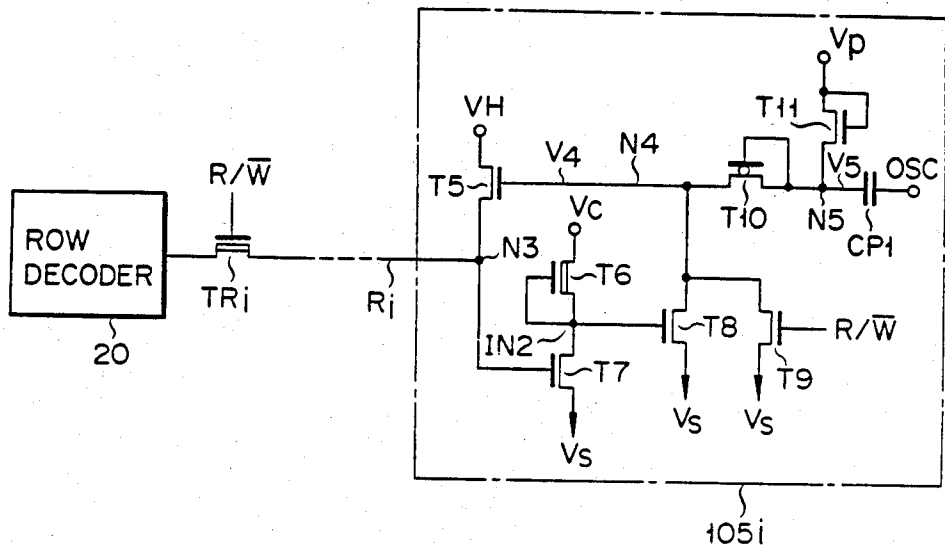 Vp
VH
T11
R/W̅
T5
V4
N4
V5
OSC
Vc
T10
N5
CP1
ROW
DECODER
N3
T6
TRi
Ri
20
IN2
T8
R/W̅
T7
T9
Vs
Vs
Vs
105i